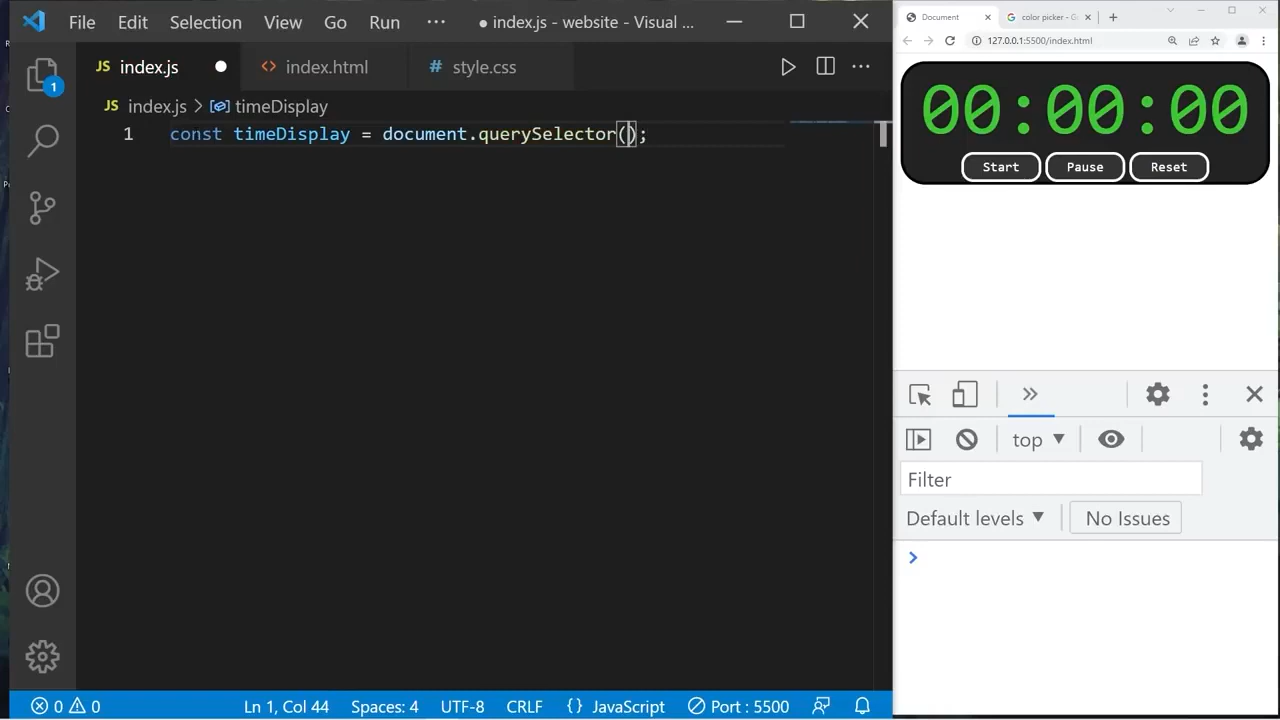 File Edit Selection View Go Run ··· ● index.js - website - Visual ...
JS index.js ● <> index.html # style.css
JS index.js > timeDisplay
1 const timeDisplay = document.querySelector();
1
⊗ 0 ⚠ 0 Ln 1, Col 44 Spaces: 4 UTF-8 CRLF {} JavaScript Port : 5500
Document × color picker - G × +
127.0.0.1:5500/index.html
00:00:00
Start Pause Reset
top ▼
Filter
Default levels ▼ No Issues
>